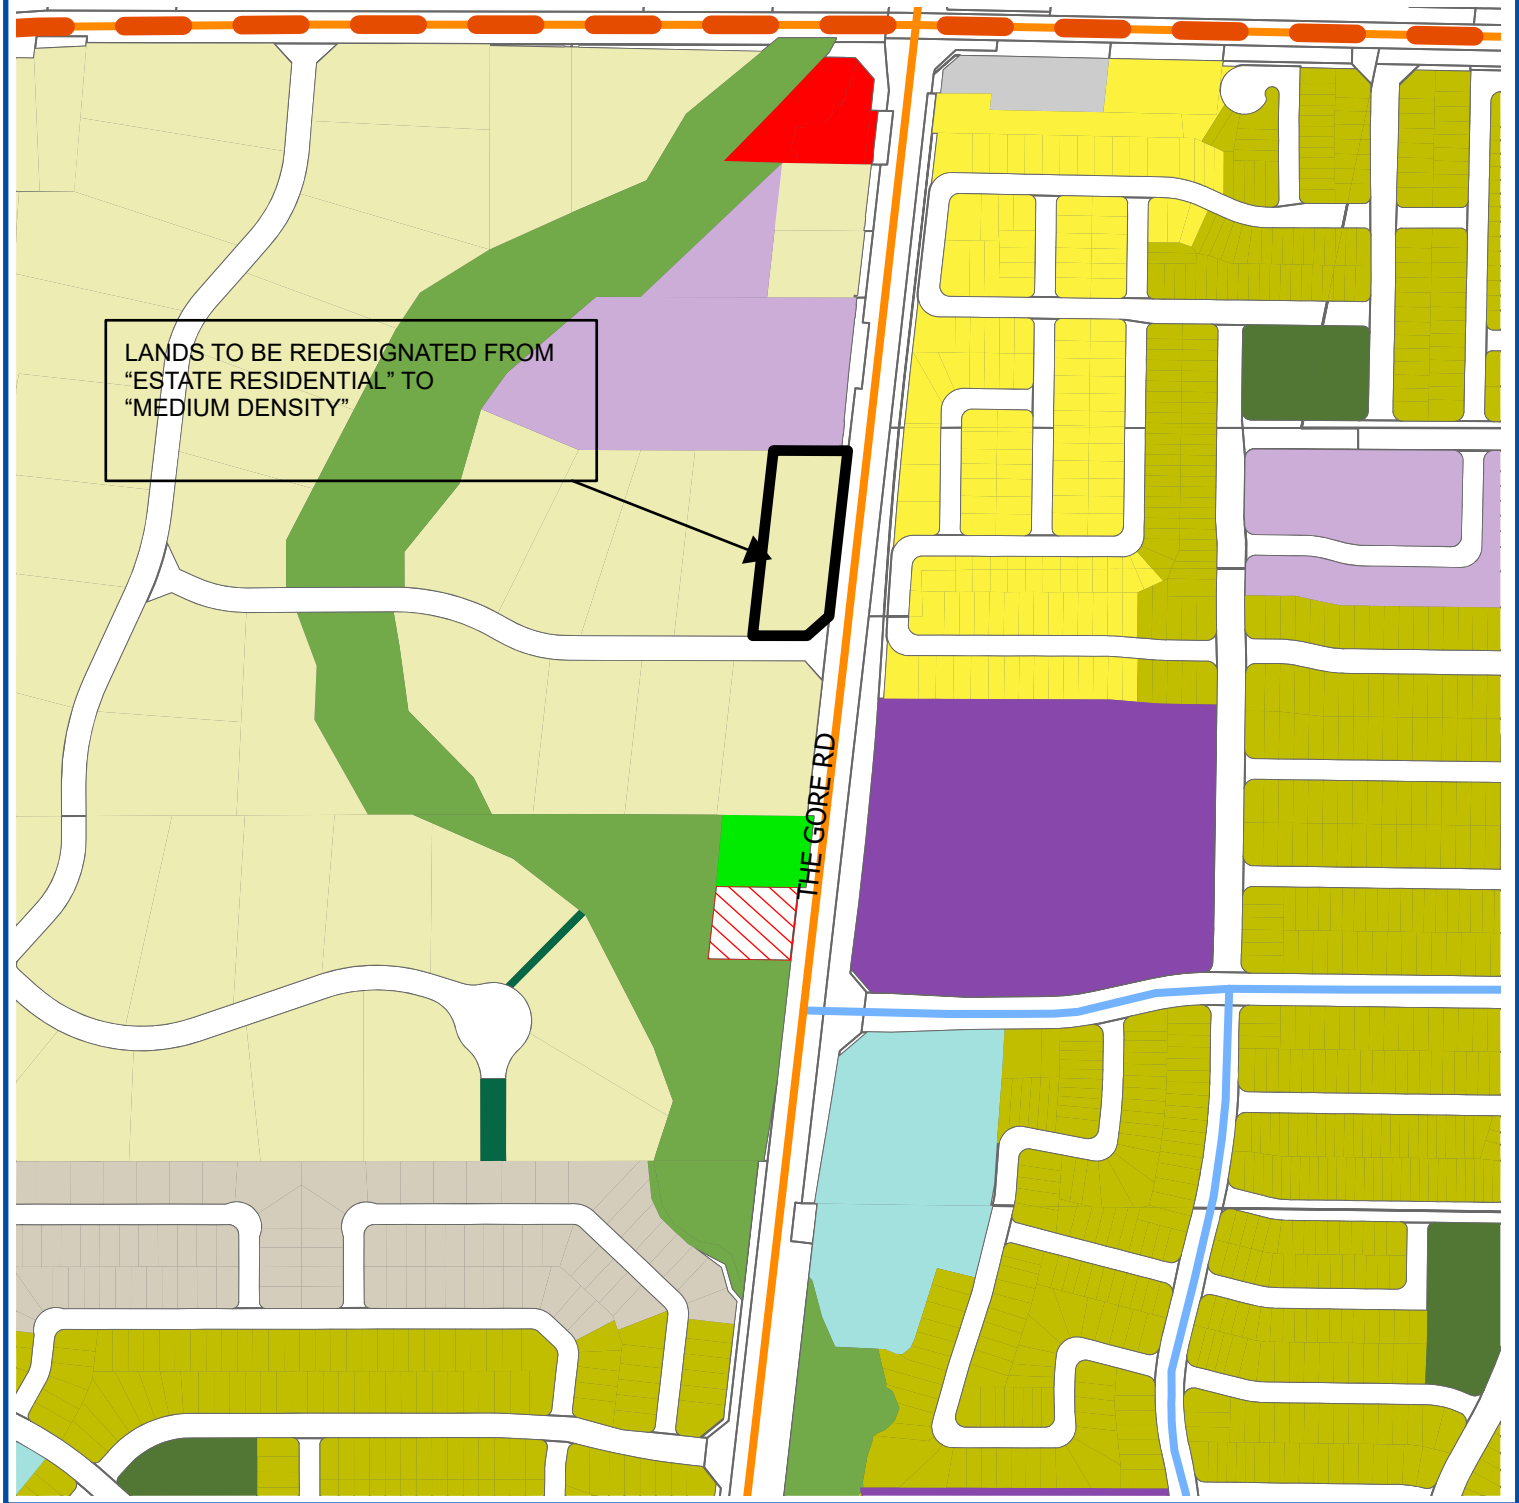 LANDS TO BE REDESIGNATED FROM
“ESTATE RESIDENTIAL” TO
“MEDIUM DENSITY”
THE GORE RD